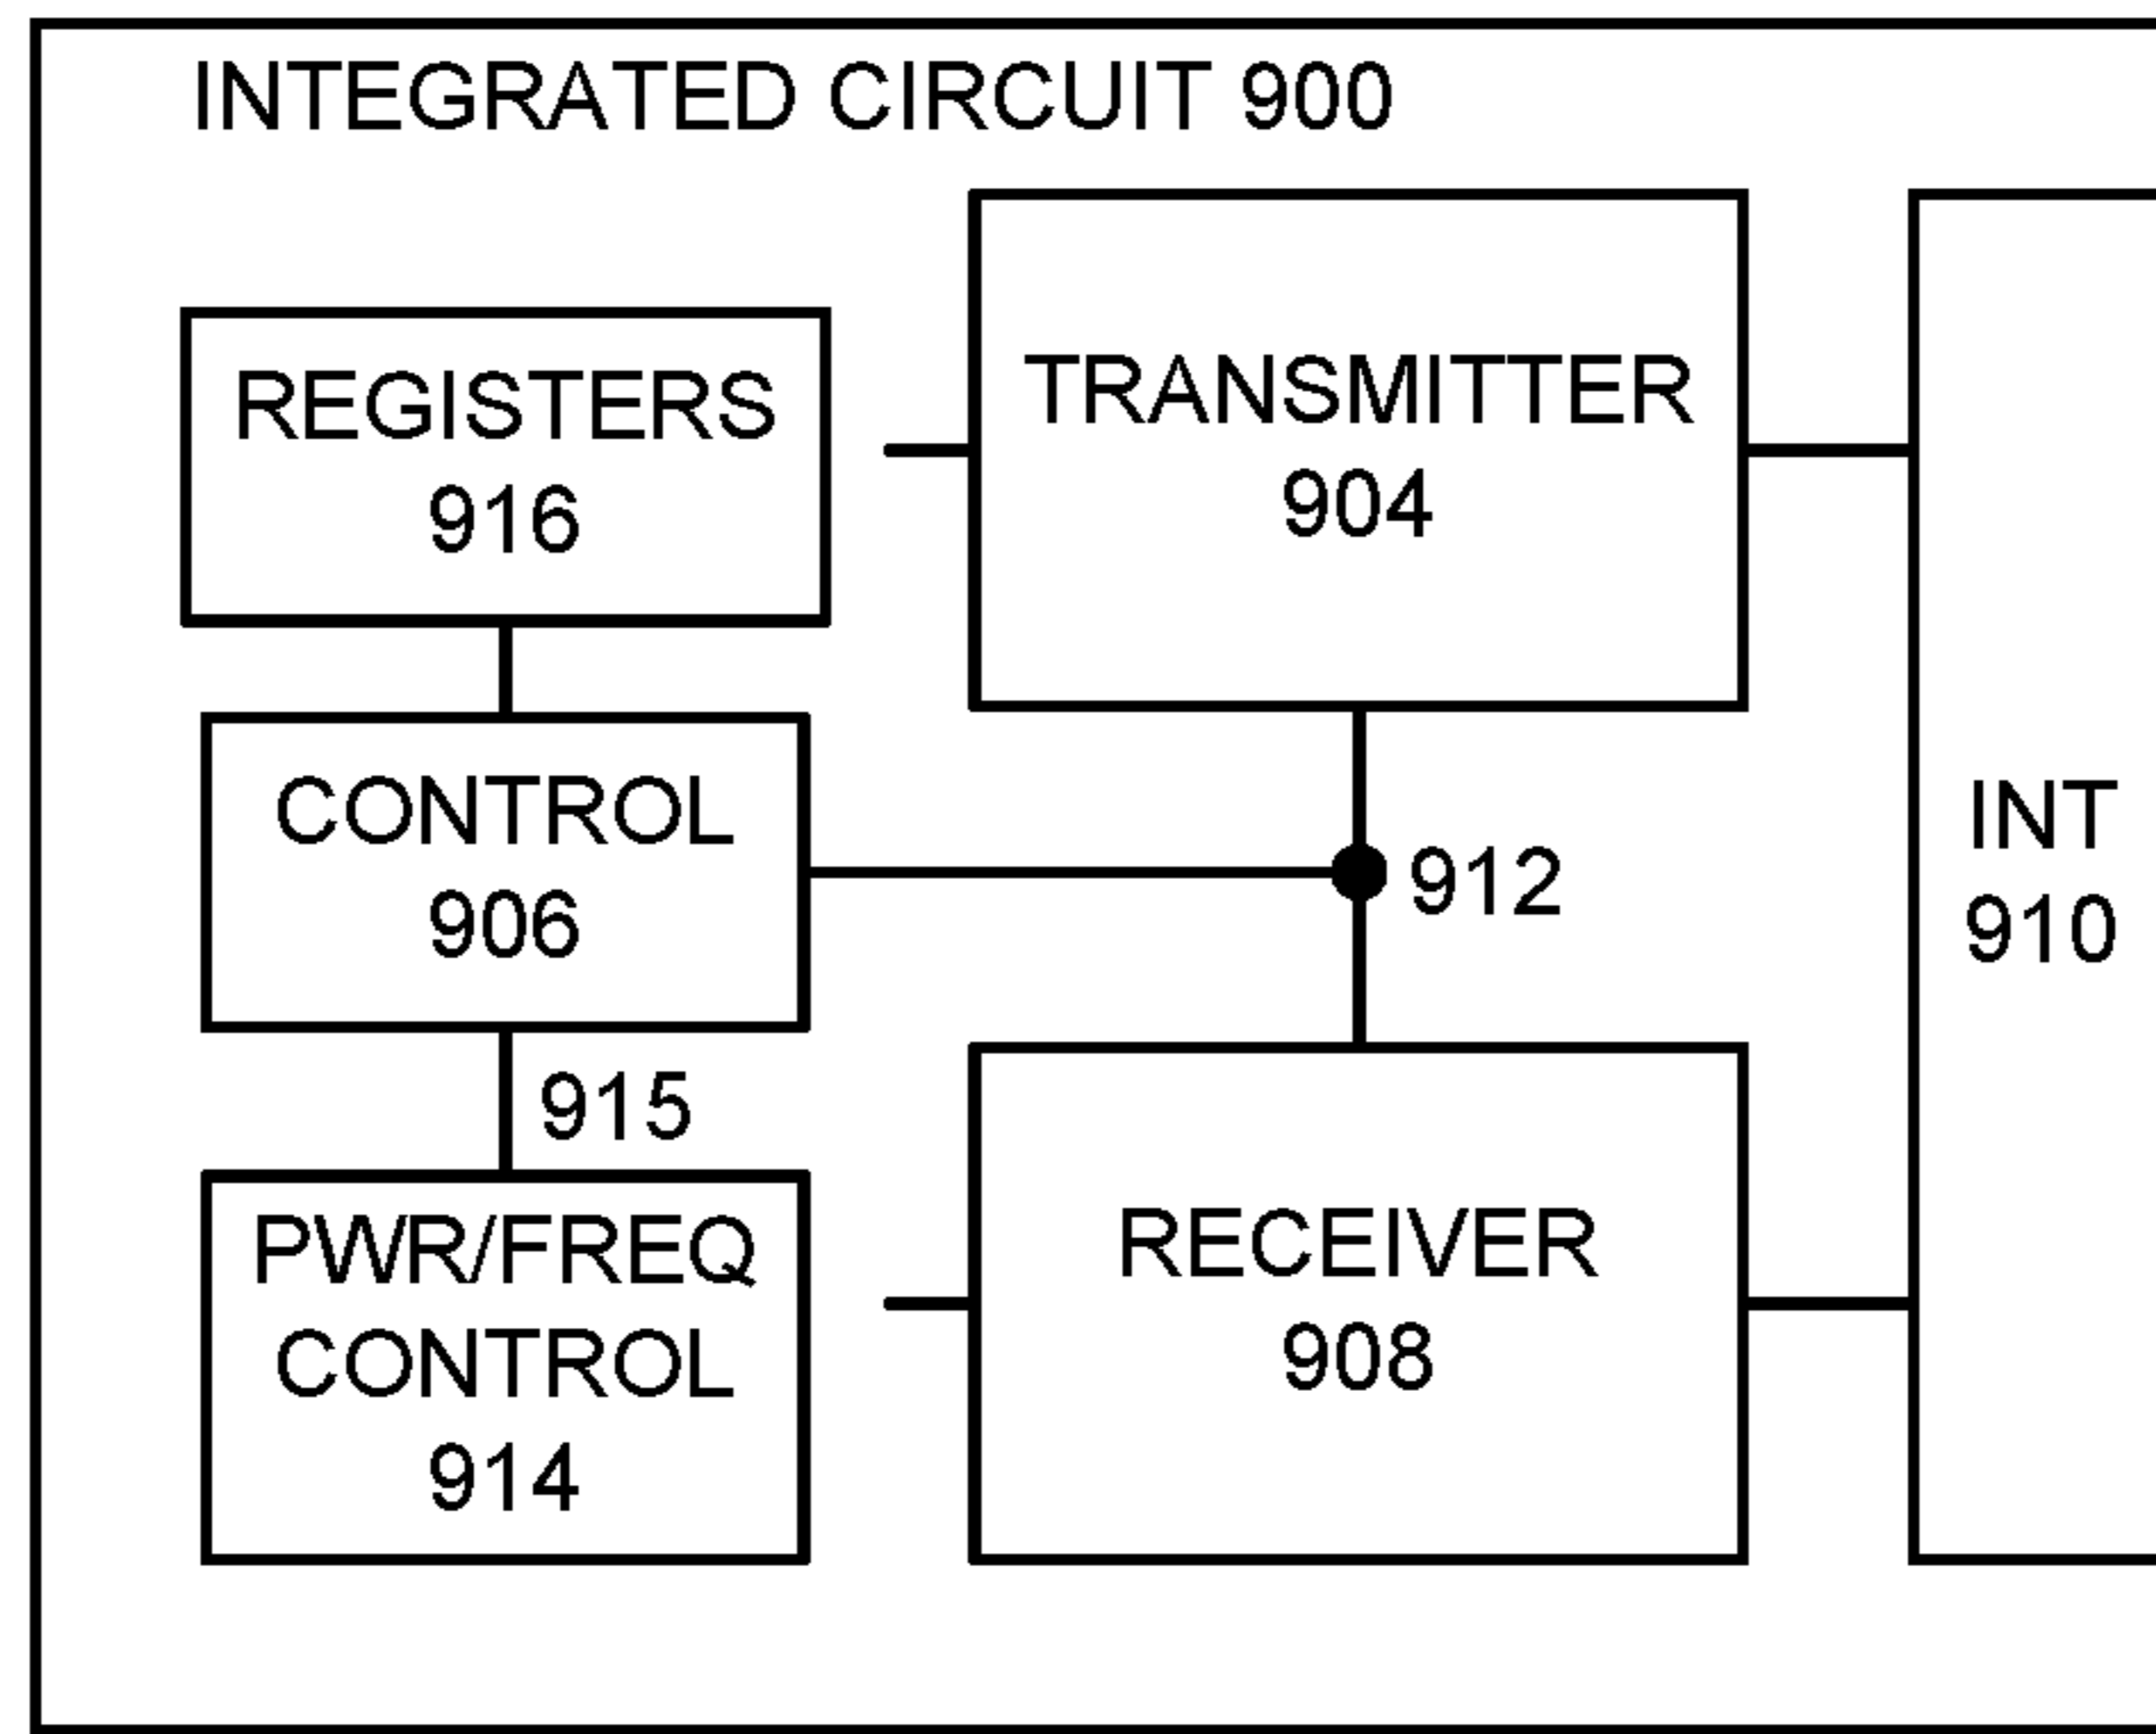 INTEGRATED CIRCUIT 900
REGISTERS
916
TRANSMITTER
904
CONTROL
906
912
INT
910
915
PWR/FREQ
CONTROL
914
RECEIVER
908